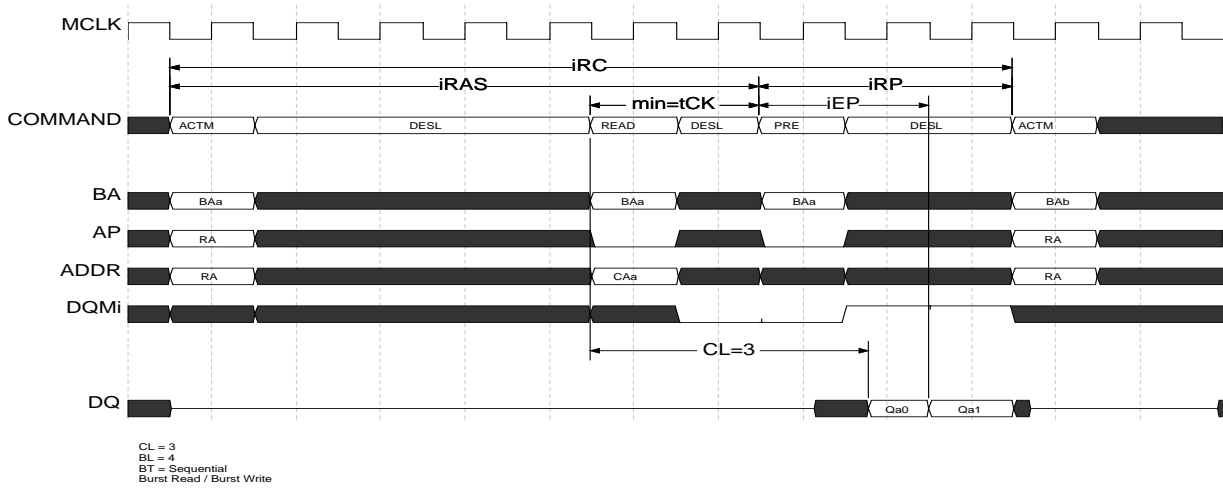 MCLK
iRC
iRAS iRP
min=tCK iEP
COMMAND ACTM DESL READ DESL PRE DESL ACTM
BA BAa BAa BAa BAb
AP RA RA
ADDR RA CAa RA
DQMi
CL=3
DQ Qa0 Qa1
CL = 3
BL = 4
BT = Sequential
Burst Read / Burst Write